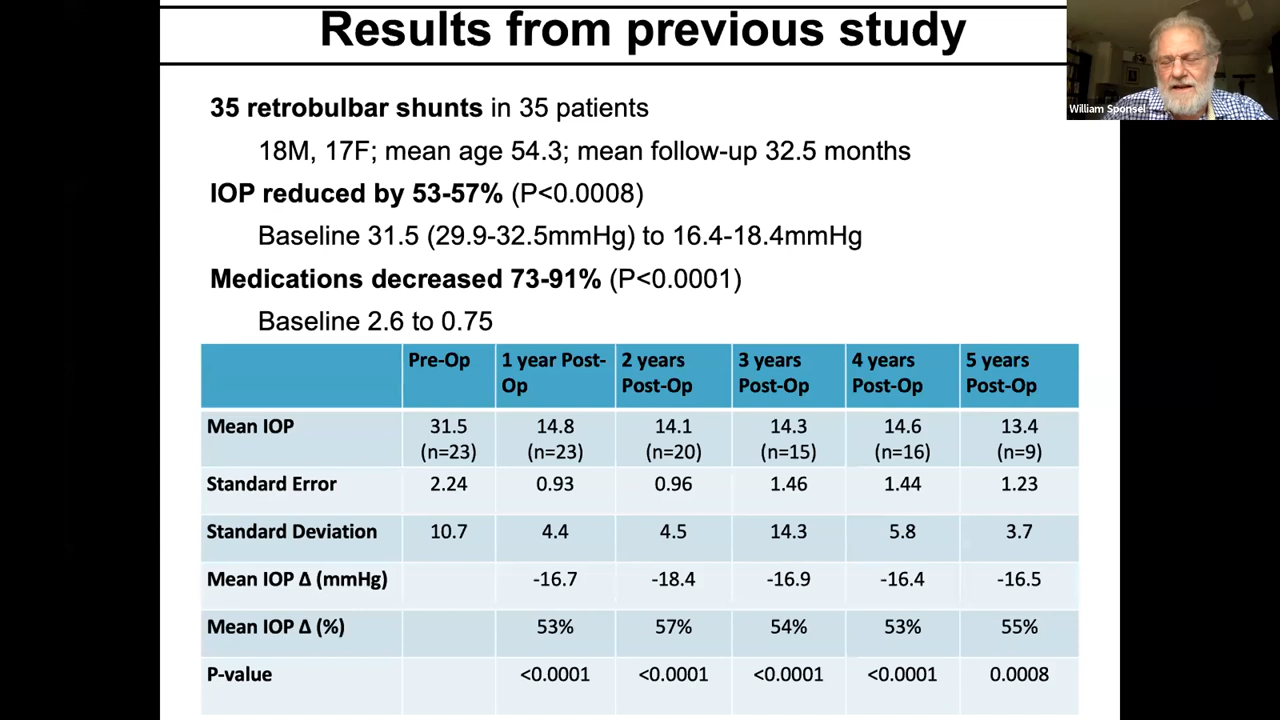 Results from previous study
William Sponsel
35 retrobulbar shunts in 35 patients
18M, 17F; mean age 54.3; mean follow-up 32.5 months
IOP reduced by 53-57% (P<0.0008)
Baseline 31.5 (29.9-32.5mmHg) to 16.4-18.4mmHg
Medications decreased 73-91% (P<0.0001)
Baseline 2.6 to 0.75
Pre-Op 1 year Post- 2 years 3 years 4 years 5 years
Op Post-Op Post-Op Post-Op Post-Op
Mean IOP 31.5 14.8 14.1 14.3 14.6 13.4
(n=23) (n=23) (n=20) (n=15) (n=16) (n=9)
Standard Error 2.24 0.93 0.96 1.46 1.44 1.23
Standard Deviation 10.7 4.4 4.5 14.3 5.8 3.7
Mean IOP Δ (mmHg) -16.7 -18.4 -16.9 -16.4 -16.5
Mean IOP Δ (%) 53% 57% 54% 53% 55%
P-value <0.0001 <0.0001 <0.0001 <0.0001 0.0008